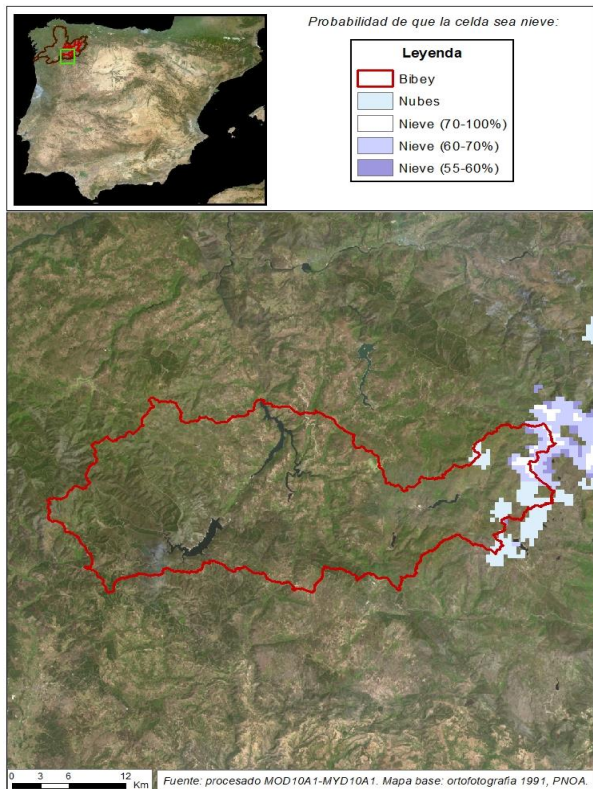 Probabilidad de que la celda sea nieve:
Leyenda
Bibey
Nubes
Nieve (70-100%)
Nieve (60-70%)
Nieve (55-60%)
0 3 6 12
Km
Fuente: procesado MOD10A1-MYD10A1. Mapa base: ortofotografia 1991, PNOA.